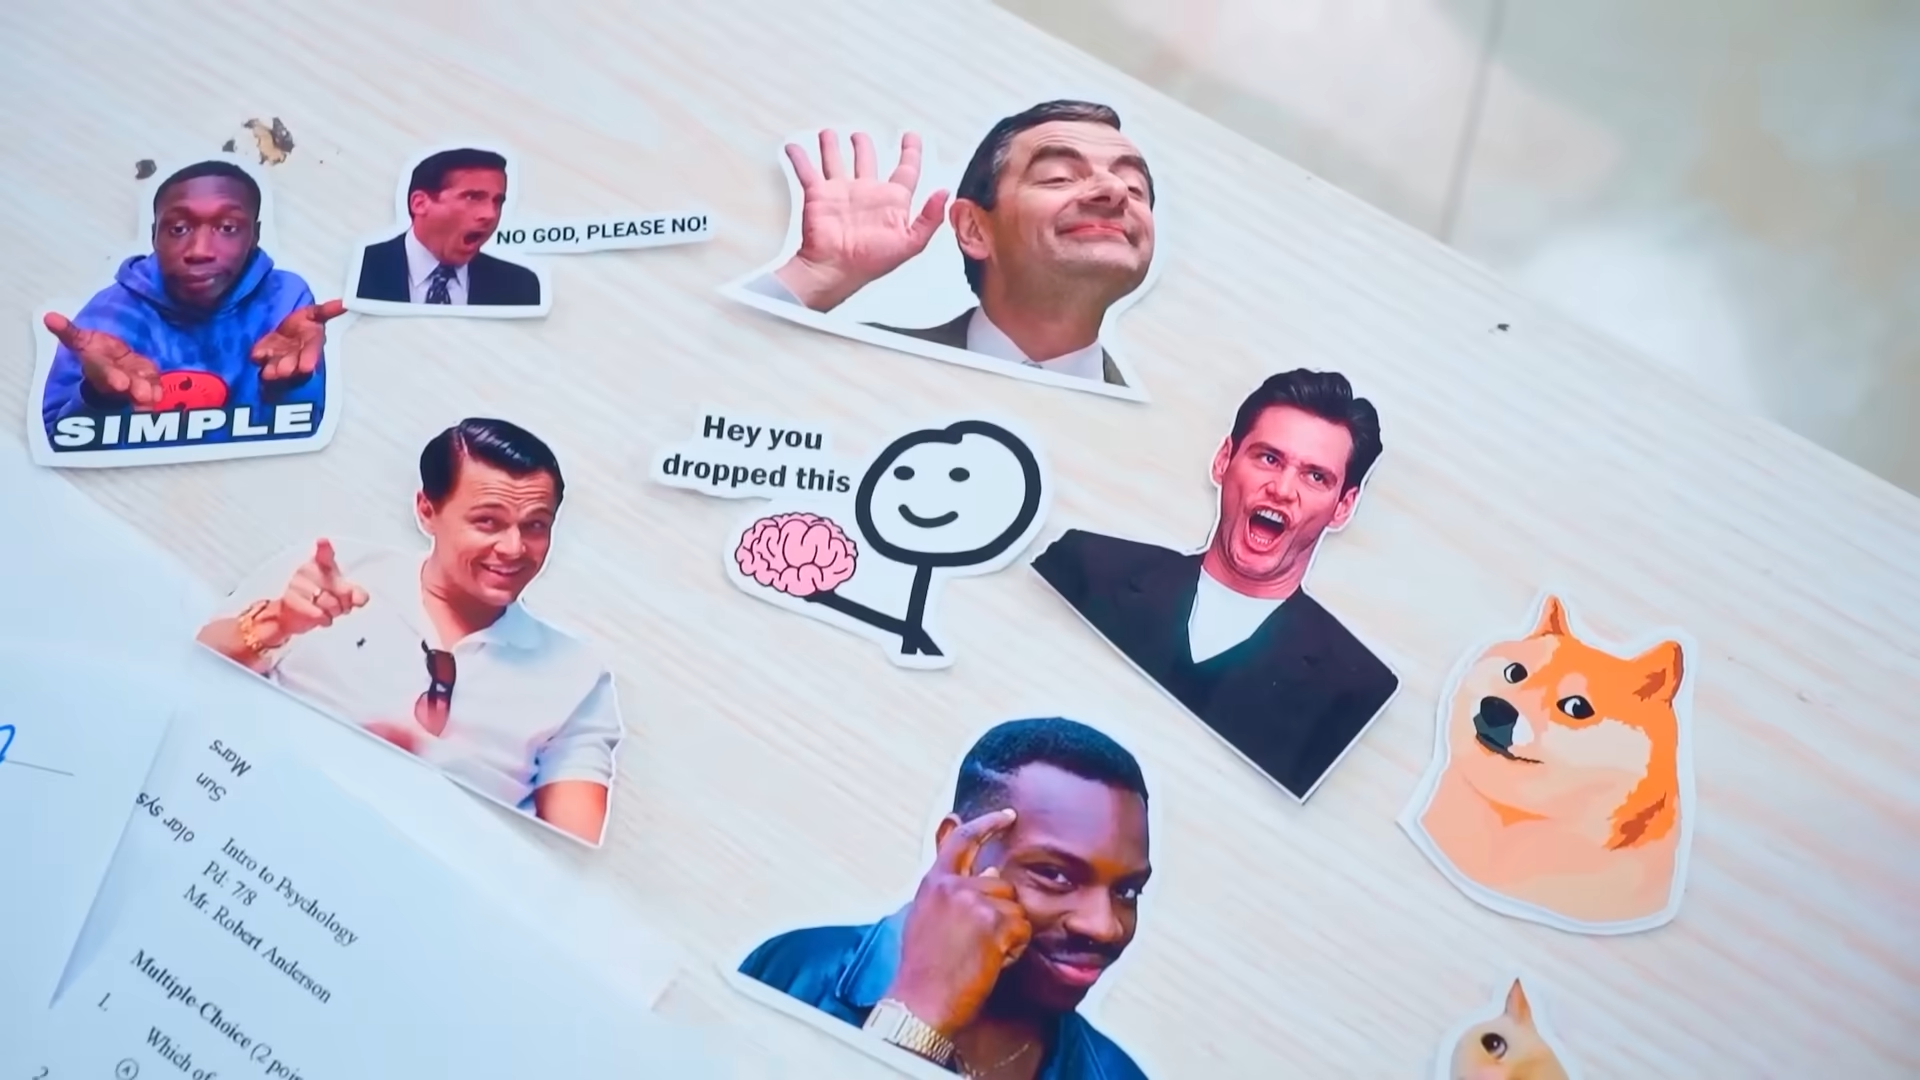 NO GOD, PLEASE NO!
SIMPLE
Hey you
dropped this
Mars
Sun
olar sys
Intro to Psychology
Pd: 7/8
Mr. Robert Anderson
Multiple-Choice (2
1.
Which of
A
2.